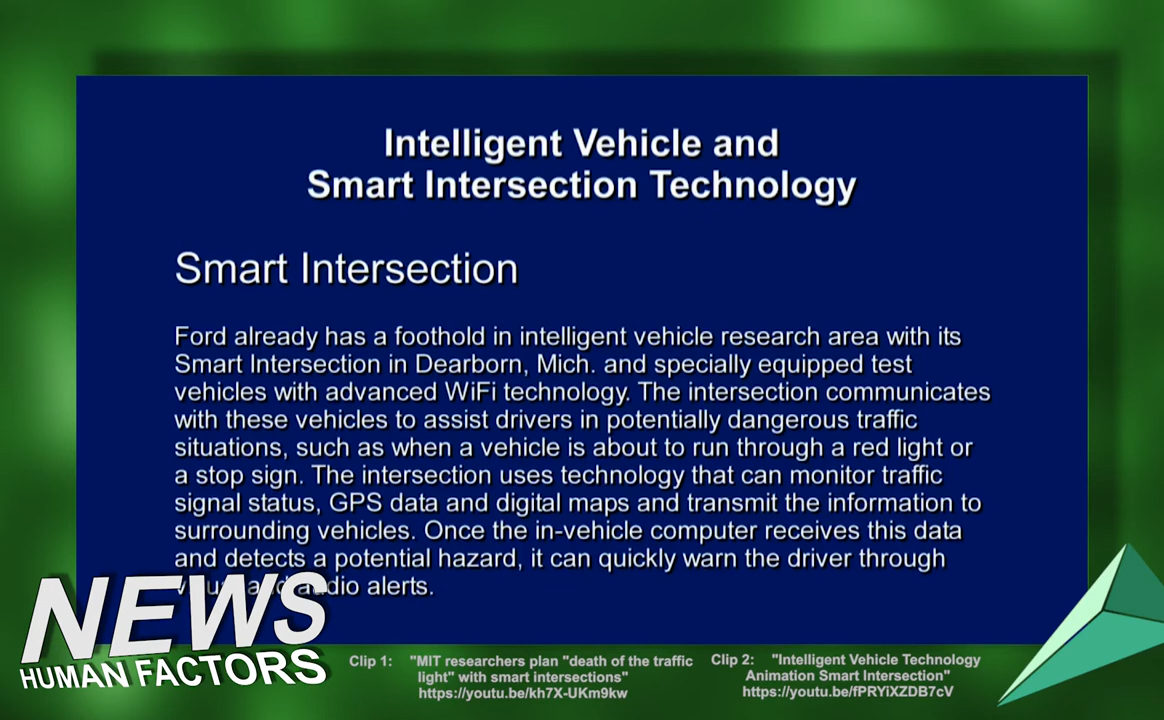 Intelligent Vehicle and
Smart Intersection Technology
Smart Intersection
Ford already has a foothold in intelligent vehicle research area with its
Smart Intersection in Dearborn, Mich. and specially equipped test
vehicles with advanced WiFi technology. The intersection communicates
with these vehicles to assist drivers in potentially dangerous traffic
situations, such as when a vehicle is about to run through a red light or
a stop sign. The intersection uses technology that can monitor traffic
signal status, GPS data and digital maps and transmit the information to
surrounding vehicles. Once the in-vehicle computer receives this data
and detects a potential hazard, it can quickly warn the driver through
visual and audio alerts.
NEWS
HUMAN FACTORS
Clip 1: "MIT researchers plan "death of the traffic
light" with smart intersections"
https://youtu.be/kh7X-UKm9kw
Clip 2: "Intelligent Vehicle Technology
Animation Smart Intersection"
https://youtu.be/fPRYiXZDB7cV